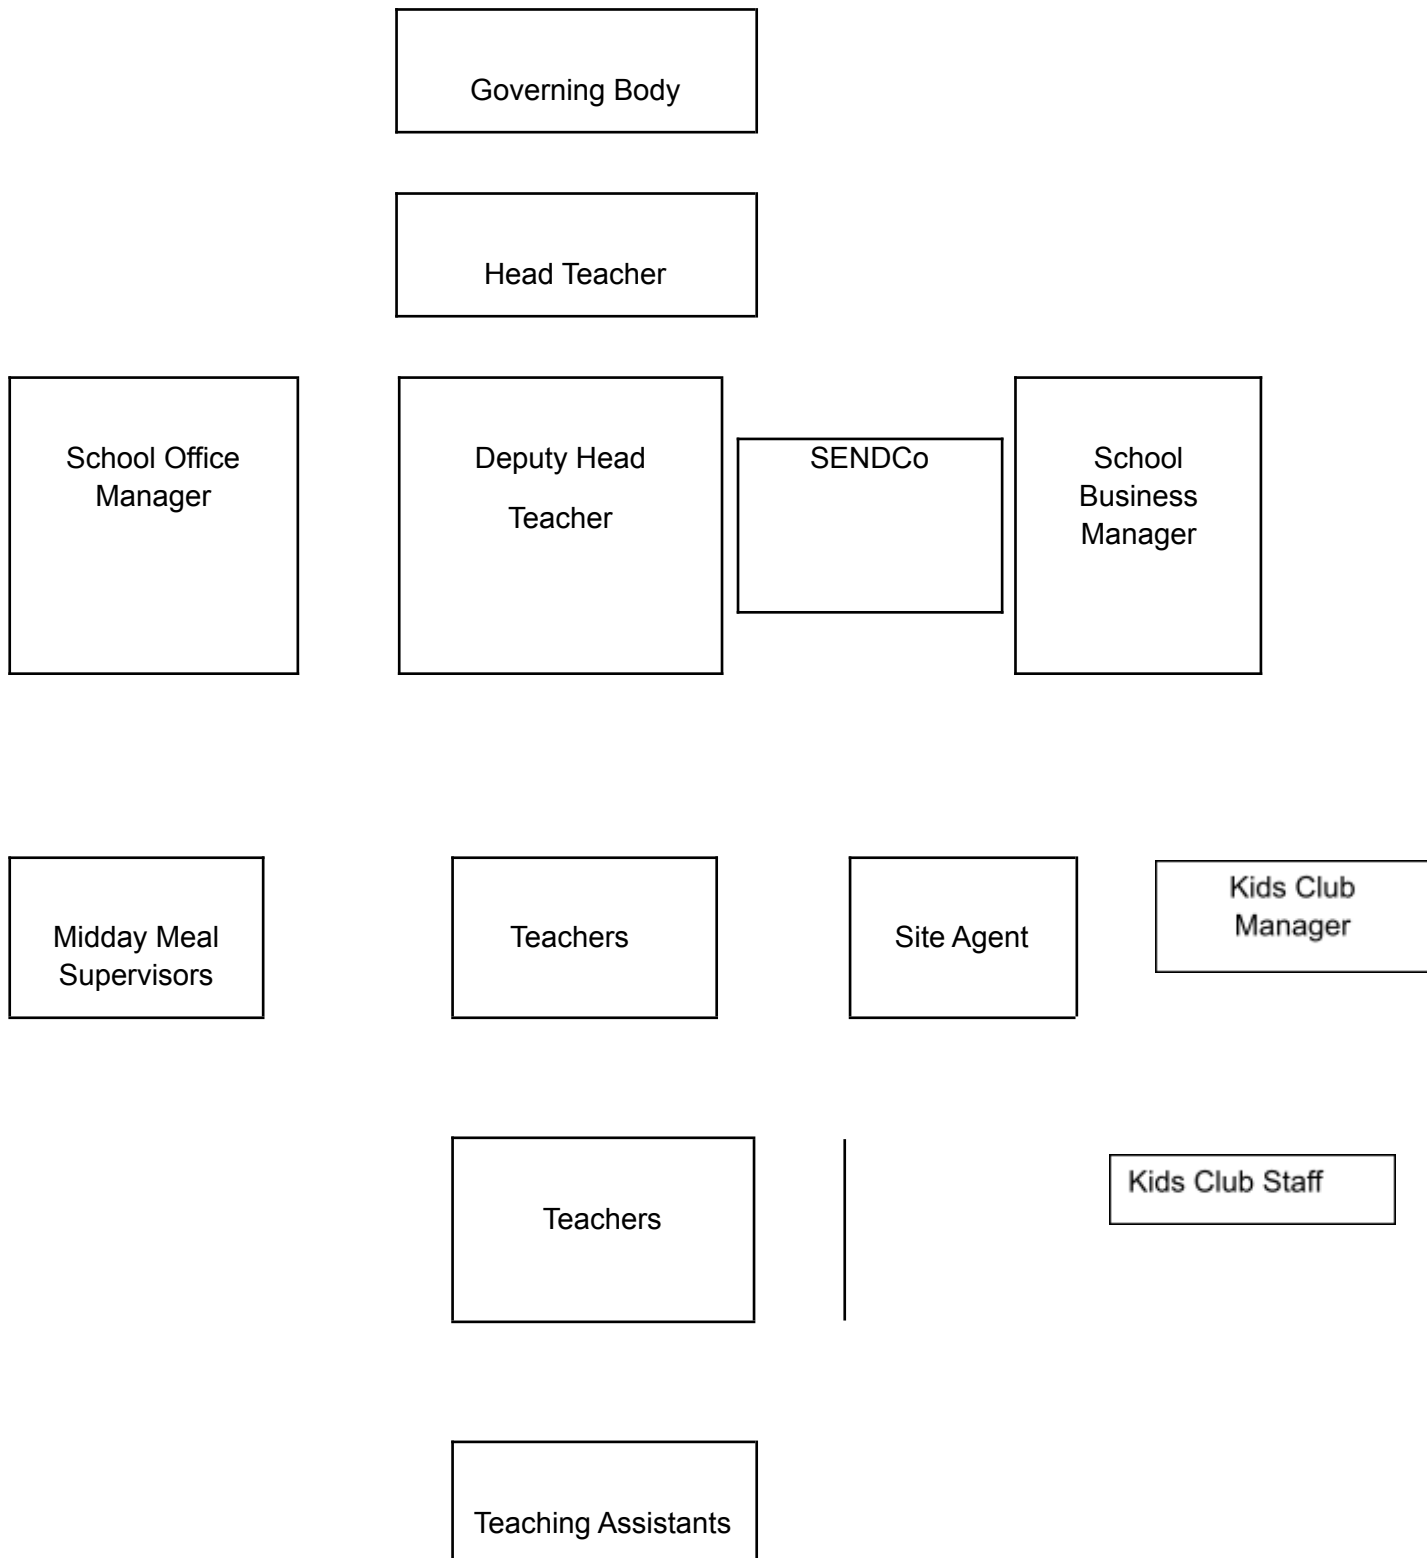 Governing Body
Head Teacher
School Office
Manager
Deputy Head
Teacher
SENDCo
School
Business
Manager
Midday Meal
Supervisors
Teachers
Site Agent
Kids Club
Manager
Teachers
Kids Club Staff
Teaching Assistants